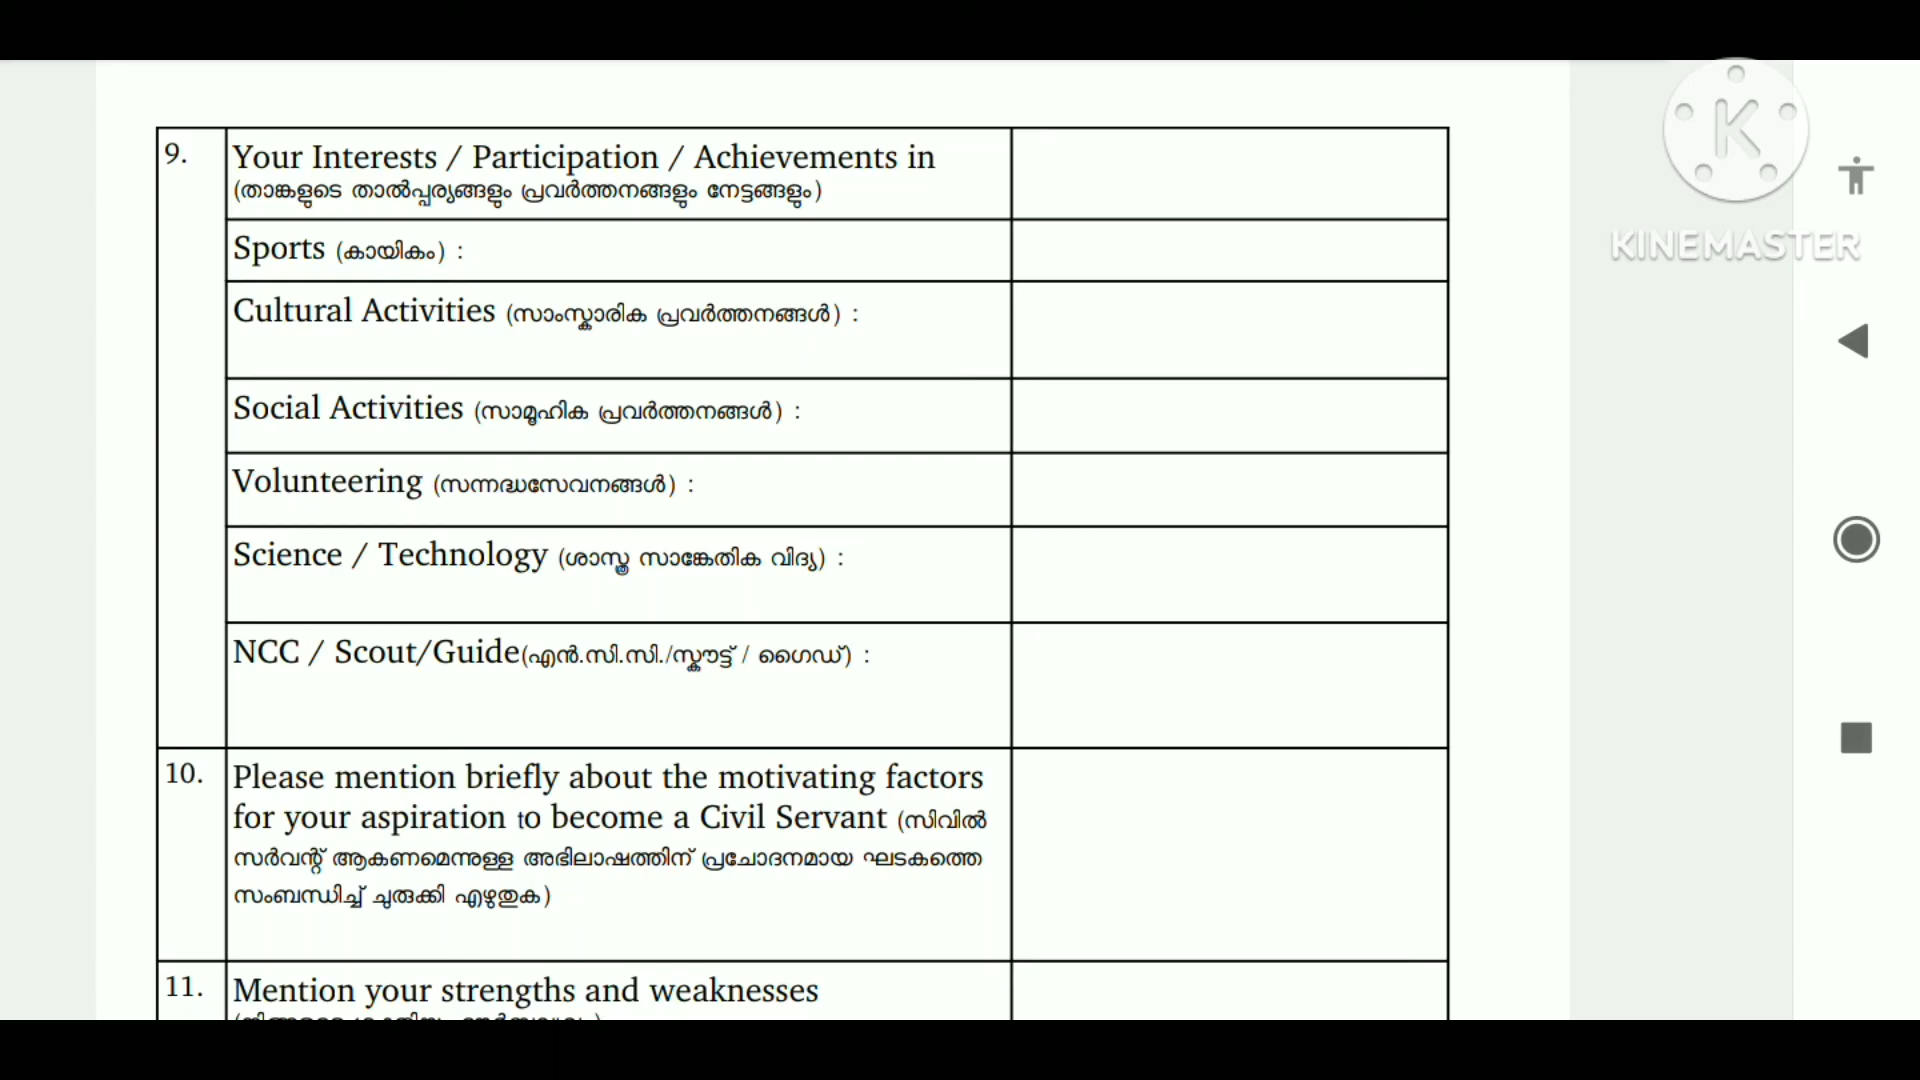 K
KINEMASTER
9.
Your Interests / Participation / Achievements in
(താങ്കളുടെ താൽപ്പര്യങ്ങളും പ്രവർത്തനങ്ങളും നേട്ടങ്ങളും)
Sports (കായികം) :
Cultural Activities (സാംസ്കാരിക പ്രവർത്തനങ്ങൾ) :
Social Activities (സാമൂഹിക പ്രവർത്തനങ്ങൾ) :
Volunteering (സന്നദ്ധസേവനങ്ങൾ) :
Science / Technology (ശാസ്ത്ര സാങ്കേതിക വിദ്യ) :
NCC / Scout/Guide(എൻ.സി.സി./സ്കൗട്ട് / ഗൈഡ്) :
10.
Please mention briefly about the motivating factors
for your aspiration to become a Civil Servant (സിവിൽ
സർവന്റ് ആകണമെന്നുള്ള അഭിലാഷത്തിന് പ്രചോദനമായ ഘടകത്തെ
സംബന്ധിച്ച് ചുരുക്കി എഴുതുക)
11.
Mention your strengths and weaknesses